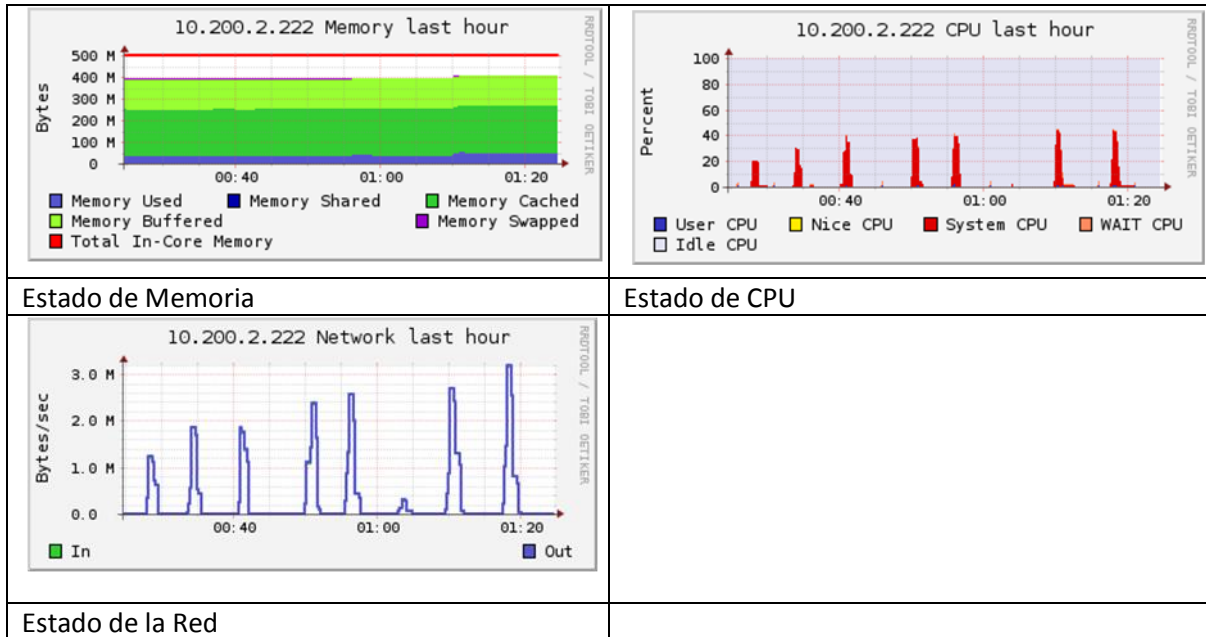 10.200.2.222 Memory last hour
RRDTOOL / TOBI OETIKER
Bytes
500 M
400 M
300 M
200 M
100 M
0
00:40 01:00 01:20
Memory Used Memory Shared Memory Cached
Memory Buffered Memory Swapped
Total In-Core Memory
10.200.2.222 CPU last hour
RRDTOOL / TOBI OETIKER
Percent
100
80
60
40
20
0
00:40 01:00 01:20
User CPU Nice CPU System CPU WAIT CPU
Idle CPU
Estado de Memoria
Estado de CPU
10.200.2.222 Network last hour
RRDTOOL / TOBI OETIKER
Bytes/sec
3.0 M
2.0 M
1.0 M
0.0
00:40 01:00 01:20
In Out
Estado de la Red